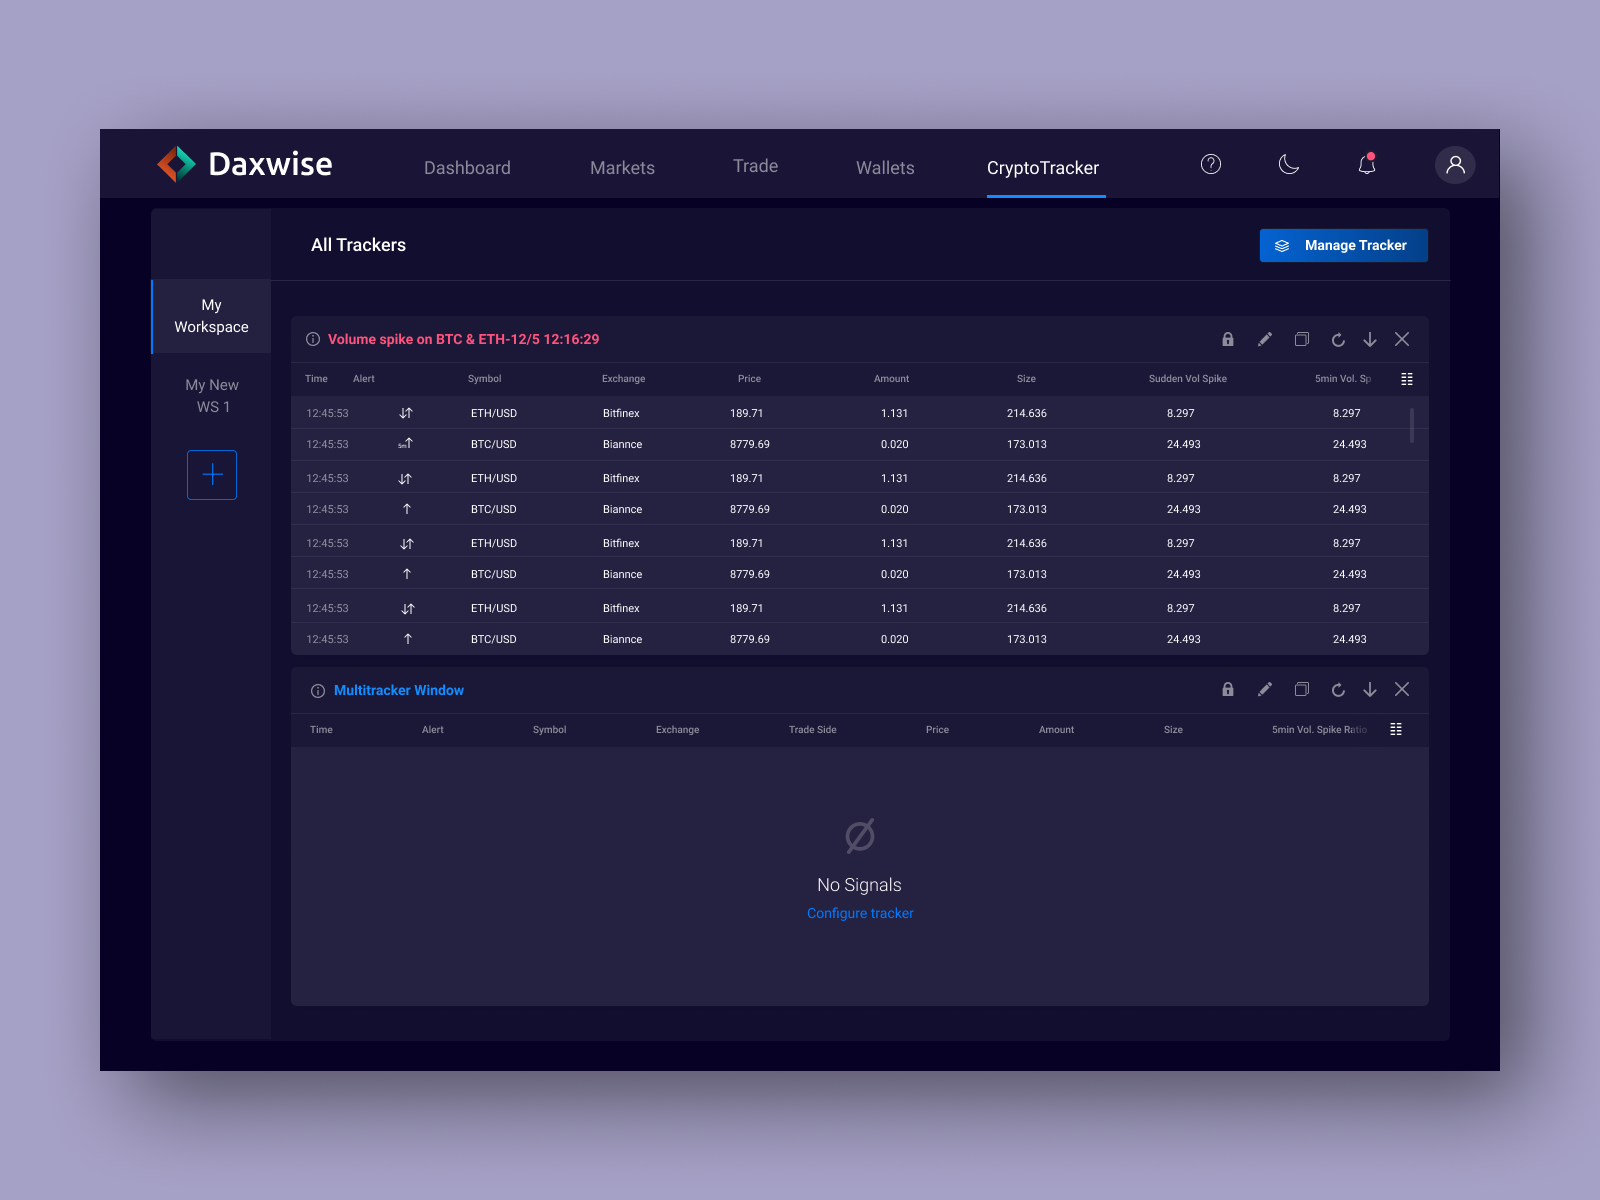 Daxwise
Dashboard Markets Trade Wallets CryptoTracker
All Trackers
Manage Tracker
My
Workspace
My New
WS 1
Volume spike on BTC & ETH-12/5 12:16:29
Time Alert Symbol Exchange Price Amount Size Sudden Vol Spike 5min Vol. Sp
12:45:53 ETH/USD Bitfinex 189.71 1.131 214.636 8.297 8.297
12:45:53 5m BTC/USD Biannce 8779.69 0.020 173.013 24.493 24.493
12:45:53 ETH/USD Bitfinex 189.71 1.131 214.636 8.297 8.297
12:45:53 BTC/USD Biannce 8779.69 0.020 173.013 24.493 24.493
12:45:53 ETH/USD Bitfinex 189.71 1.131 214.636 8.297 8.297
12:45:53 BTC/USD Biannce 8779.69 0.020 173.013 24.493 24.493
12:45:53 ETH/USD Bitfinex 189.71 1.131 214.636 8.297 8.297
12:45:53 BTC/USD Biannce 8779.69 0.020 173.013 24.493 24.493
Multitracker Window
Time Alert Symbol Exchange Trade Side Price Amount Size 5min Vol. Spike Ratio
No Signals
Configure tracker